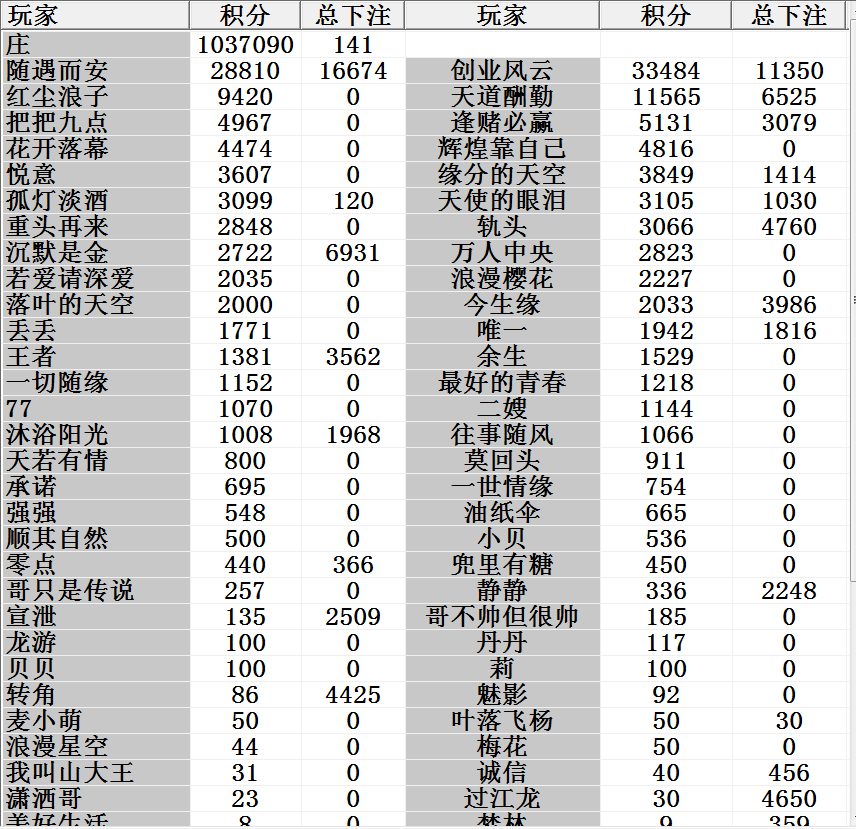 玩家 积分 总下注 玩家 积分 总下注
庄 1037090 141
随遇而安 28810 16674 创业风云 33484 11350
红尘浪子 9420 0 天道酬勤 11565 6525
把把九点 4967 0 逢赌必赢 5131 3079
花开落幕 4474 0 辉煌靠自己 4816 0
悦意 3607 0 缘分的天空 3849 1414
孤灯淡酒 3099 120 天使的眼泪 3105 1030
重头再来 2848 0 轨头 3066 4760
沉默是金 2722 6931 万人中央 2823 0
若爱请深爱 2035 0 浪漫樱花 2227 0
落叶的天空 2000 0 今生缘 2033 3986
丢丢 1771 0 唯一 1942 1816
王者 1381 3562 余生 1529 0
一切随缘 1152 0 最好的青春 1218 0
77 1070 0 二嫂 1144 0
沐浴阳光 1008 1968 往事随风 1066 0
天若有情 800 0 莫回头 911 0
承诺 695 0 一世情缘 754 0
强强 548 0 油纸伞 665 0
顺其自然 500 0 小贝 536 0
零点 440 366 兜里有糖 450 0
哥只是传说 257 0 静静 336 2248
宣泄 135 2509 哥不帅但很帅 185 0
龙游 100 0 丹丹 117 0
贝贝 100 0 莉 100 0
转角 86 4425 魅影 92 0
麦小萌 50 0 叶落飞杨 50 30
浪漫星空 44 0 梅花 50 0
我叫山大王 31 0 诚信 40 456
潇洒哥 23 0 过江龙 30 4650
美好生活 8 0 梦林 9 359